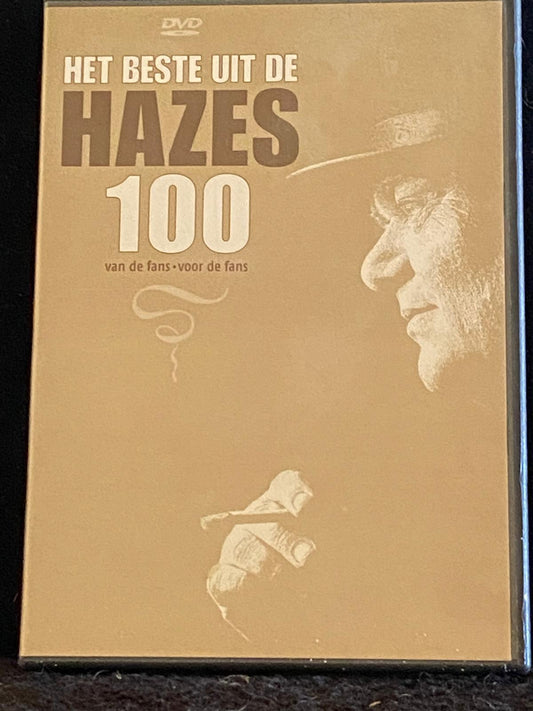 DVD
HET BESTE UIT DE
HAZES
100
van de fans • voor de fans